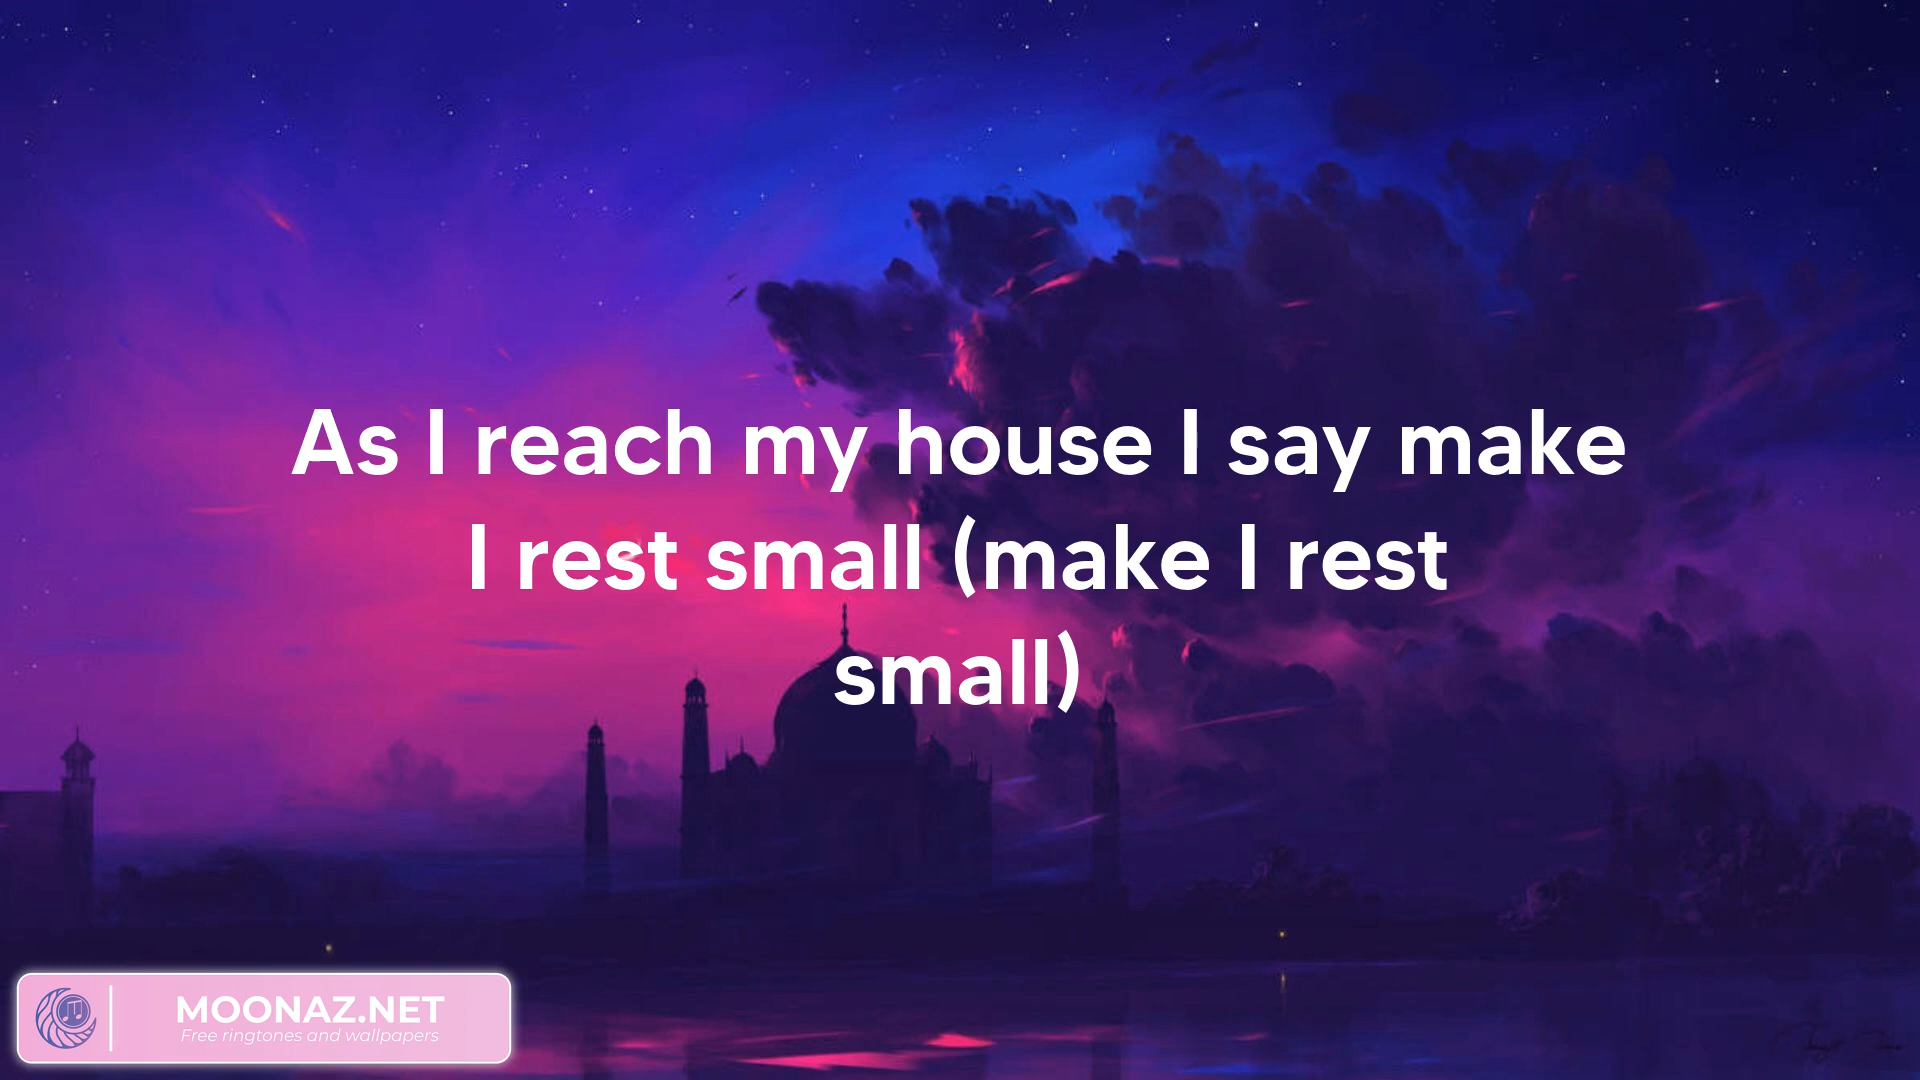 As I reach my house I say make
I rest small (make I rest
small)
MOONAZ.NET
Free ringtones and wallpapers